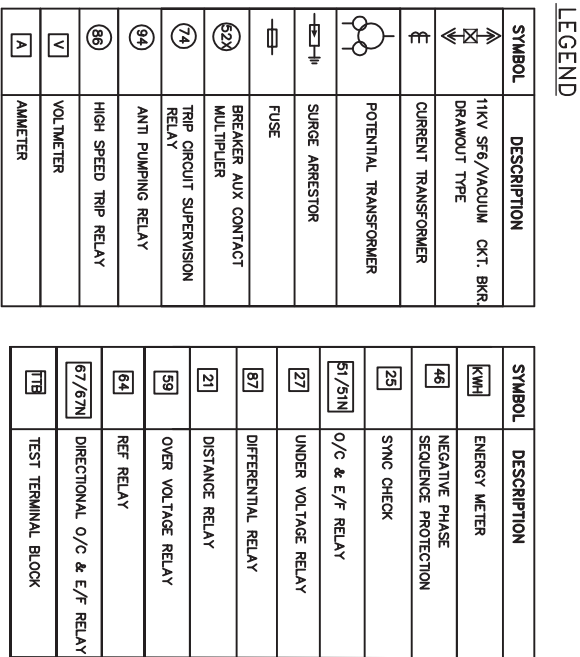 LEGEND
SYMBOL DESCRIPTION
11KV SF6/VACUUM CKT. BKR.
DRAWOUT TYPE
CURRENT TRANSFORMER
POTENTIAL TRANSFORMER
SURGE ARRESTOR
FUSE
52X BREAKER AUX CONTACT
MULTIPLIER
74 TRIP CIRCUIT SUPERVISION
RELAY
94 ANTI PUMPING RELAY
86 HIGH SPEED TRIP RELAY
V VOLTMETER
A AMMETER
SYMBOL DESCRIPTION
KWH ENERGY METER
46 NEGATIVE PHASE
SEQUENCE PROTECTION
25 SYNC CHECK
51/51N O/C & E/F RELAY
27 UNDER VOLTAGE RELAY
87 DIFFERENTIAL RELAY
21 DISTANCE RELAY
59 OVER VOLTAGE RELAY
64 REF RELAY
67/67N DIRECTIONAL O/C & E/F RELAY
TTB TEST TERMINAL BLOCK